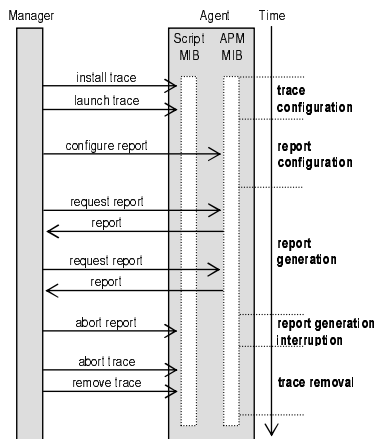 Manager
Agent
Time
Script
MIB
APM
MIB
install trace
launch trace
trace
configuration
configure report
report
configuration
request report
report
request report
report
report
generation
abort report
report generation
interruption
abort trace
remove trace
trace removal